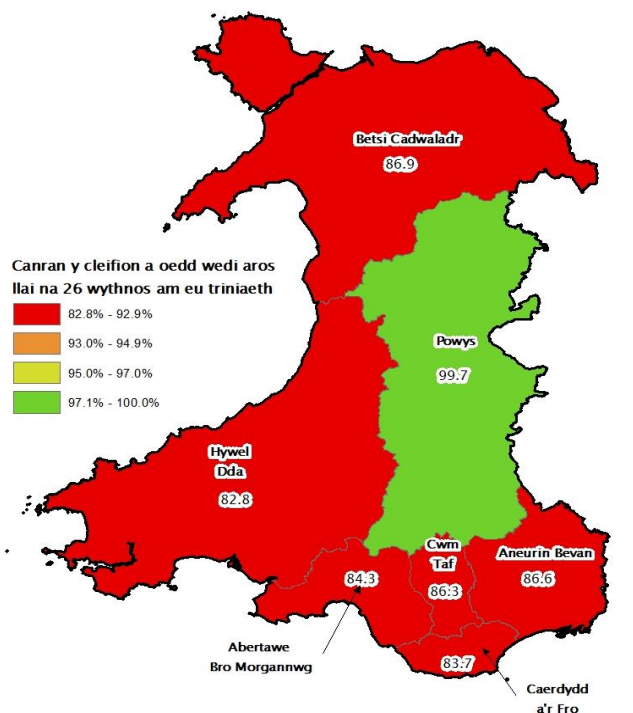 Betsi Cadwaladr
86.9
Canran y cleifion a oedd wedi aros
llai na 26 wythnos am eu triniaeth
82.8% - 92.9%
93.0% - 94.9%
95.0% - 97.0%
97.1% - 100.0%
Powys
99.7
Hywel
Dda
82.8
Cwm
Taf
86.3
Aneurin Bevan
86.6
84.3
Abertawe
Bro Morgannwg
83.7
Caerdydd
a'r Fro